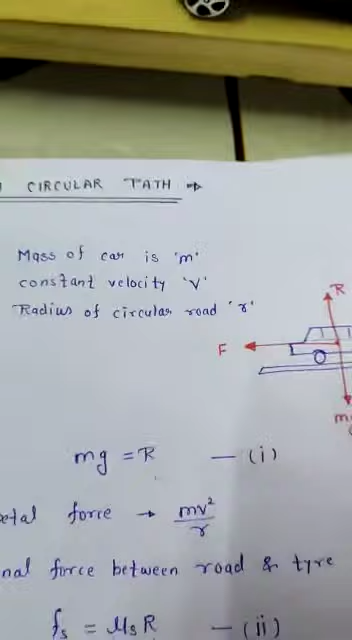 CIRCULAR PATH →
Mass of car is 'm'
constant velocity 'V'
Radius of circular road 'r'
R
F
mg = R — (i)
etal force → mv²/r
nal force between road & tyre
fs = μs R — (ii)